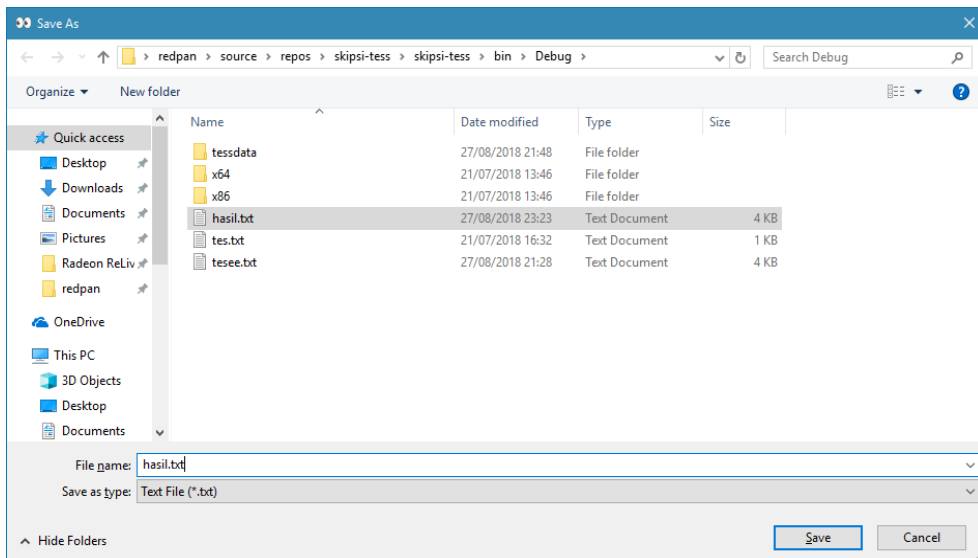 Save As
redpan > source > repos > skipsi-tess > skipsi-tess > bin > Debug >
Search Debug
Organize
New folder
Name Date modified Type Size
Quick access
Desktop
Downloads
Documents
Pictures
Radeon ReLiv
redpan
OneDrive
This PC
3D Objects
Desktop
Documents
tessdata 27/08/2018 21:48 File folder
x64 21/07/2018 13:46 File folder
x86 21/07/2018 13:46 File folder
hasil.txt 27/08/2018 23:23 Text Document 4 KB
tes.txt 21/07/2018 16:32 Text Document 1 KB
tesee.txt 27/08/2018 21:28 Text Document 4 KB
File name: hasil.txt
Save as type: Text File (*.txt)
Hide Folders
Save
Cancel